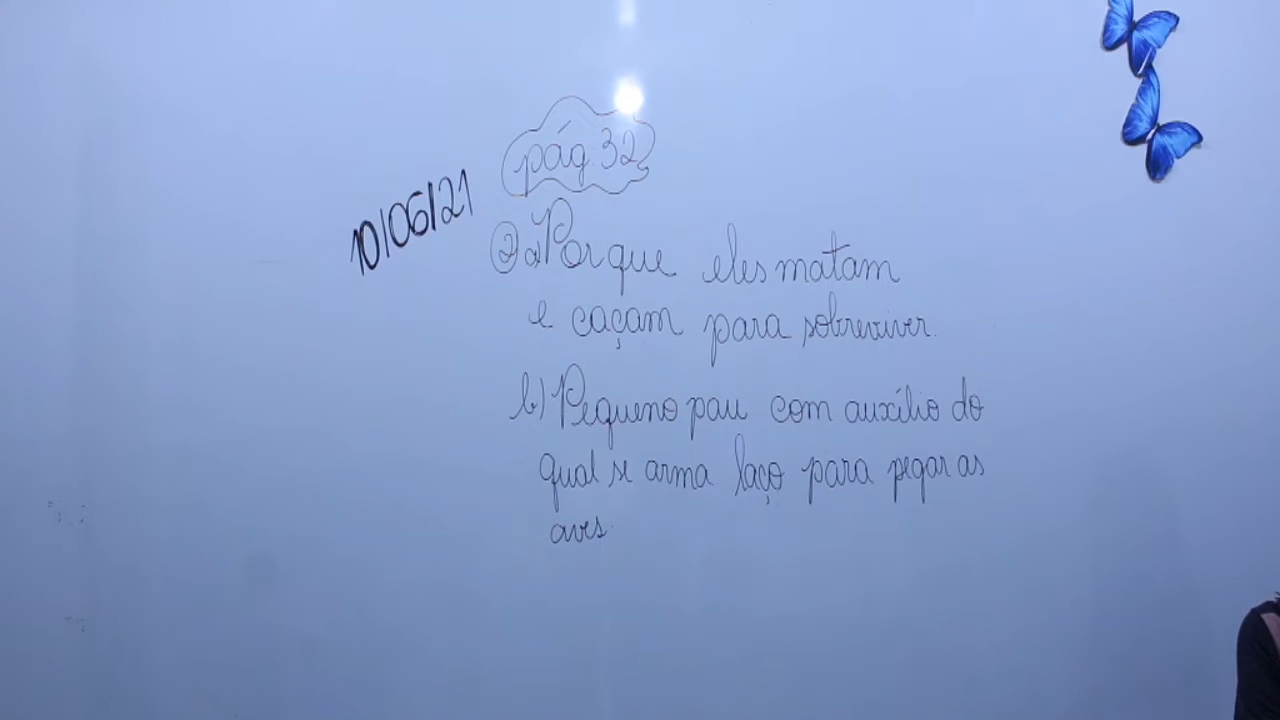 pág. 32
10/06/21
2 a) Porque eles matam
e caçam para sobreviver.
b) Pequeno pau com auxílio do
qual se arma laço para pegar as
aves.